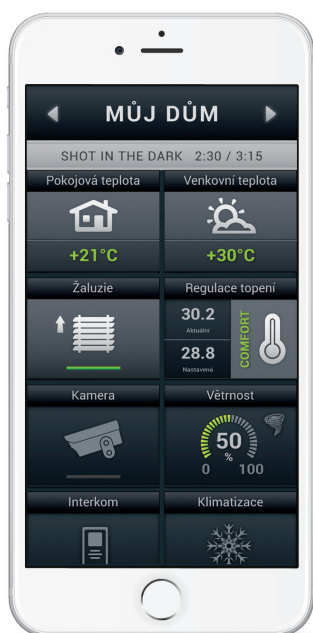 MŮJ DŮM
SHOT IN THE DARK 2:30 / 3:15
Pokojová teplota
Venkovní teplota
+21°C
+30°C
Žaluzie
Regulace topení
30.2
Aktuální
28.8
Nastavená
COMFORT
Kamera
Větrnost
50
%
0 100
Interkom
Klimatizace